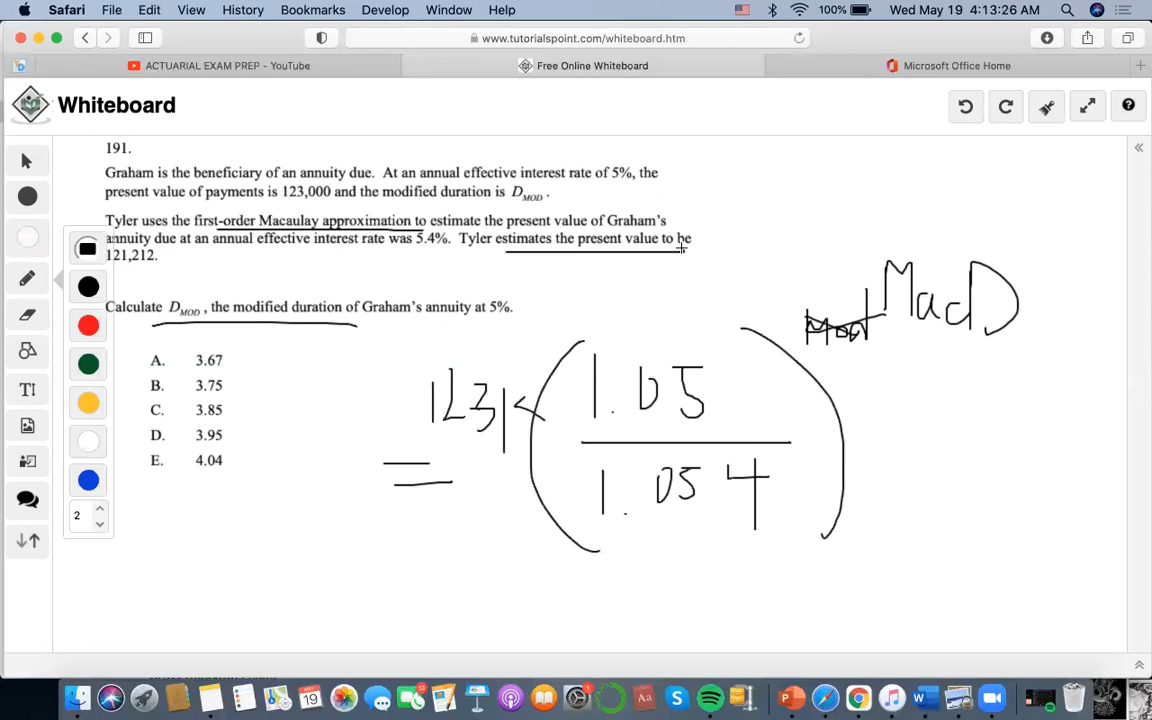 Safari File Edit View History Bookmarks Develop Window Help 100% Wed May 19 4:13:26 AM
www.tutorialspoint.com/whiteboard.htm
ACTUARIAL EXAM PREP - YouTube Free Online Whiteboard Microsoft Office Home
Whiteboard
191.
Graham is the beneficiary of an annuity due. At an annual effective interest rate of 5%, the
present value of payments is 123,000 and the modified duration is D_MOD .
Tyler uses the first-order Macaulay approximation to estimate the present value of Graham's
annuity due at an annual effective interest rate was 5.4%. Tyler estimates the present value to be
121,212.
Calculate D_MOD , the modified duration of Graham's annuity at 5%.
A. 3.67
B. 3.75
C. 3.85
D. 3.95
E. 4.04
MacD
= 123k ( 1.05 / 1.054 )
TI
2